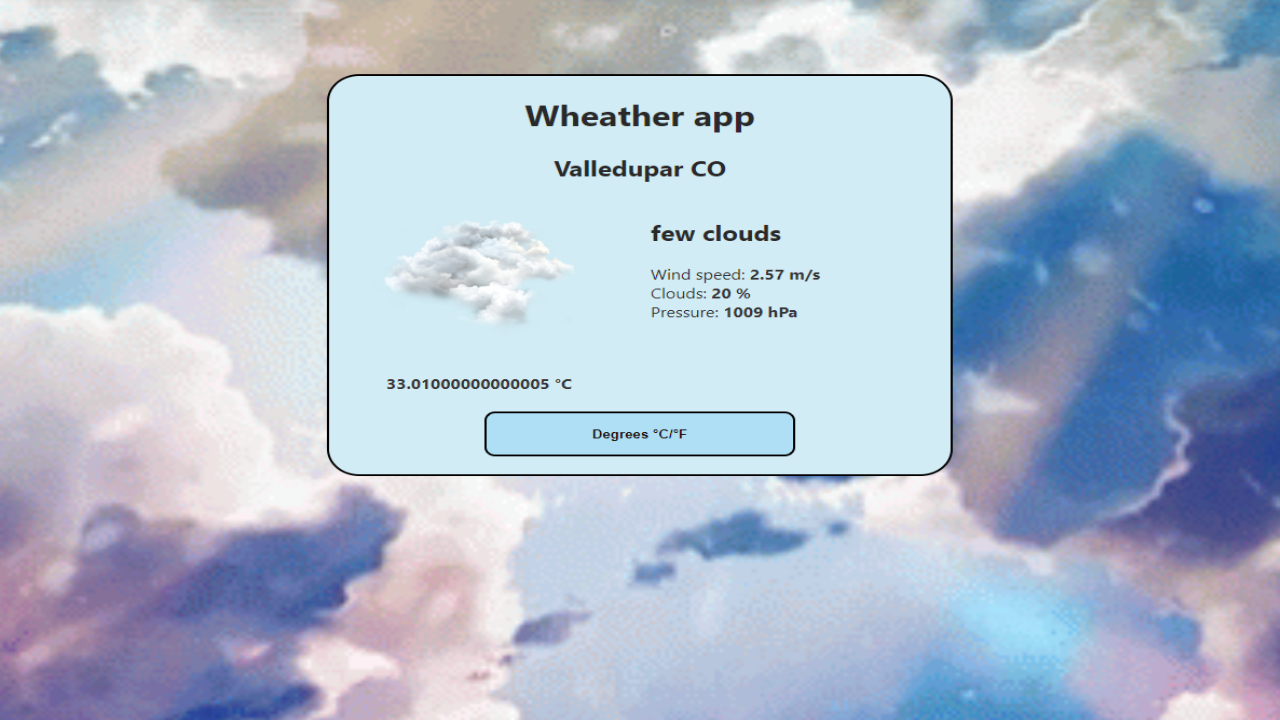 Wheather app
Valledupar CO
few clouds
Wind speed: 2.57 m/s
Clouds: 20 %
Pressure: 1009 hPa
33.01000000000005 °C
Degrees °C/°F